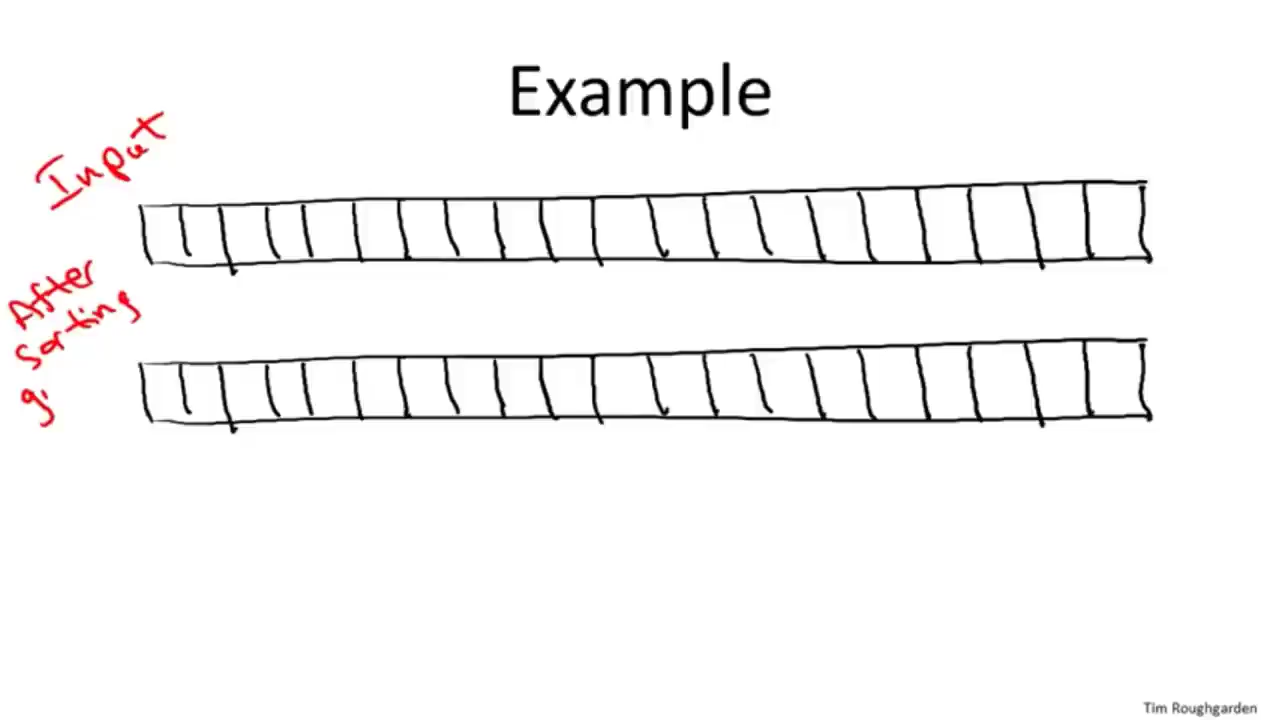 Example
Input
After
Sorting
g:
Tim Roughgarden